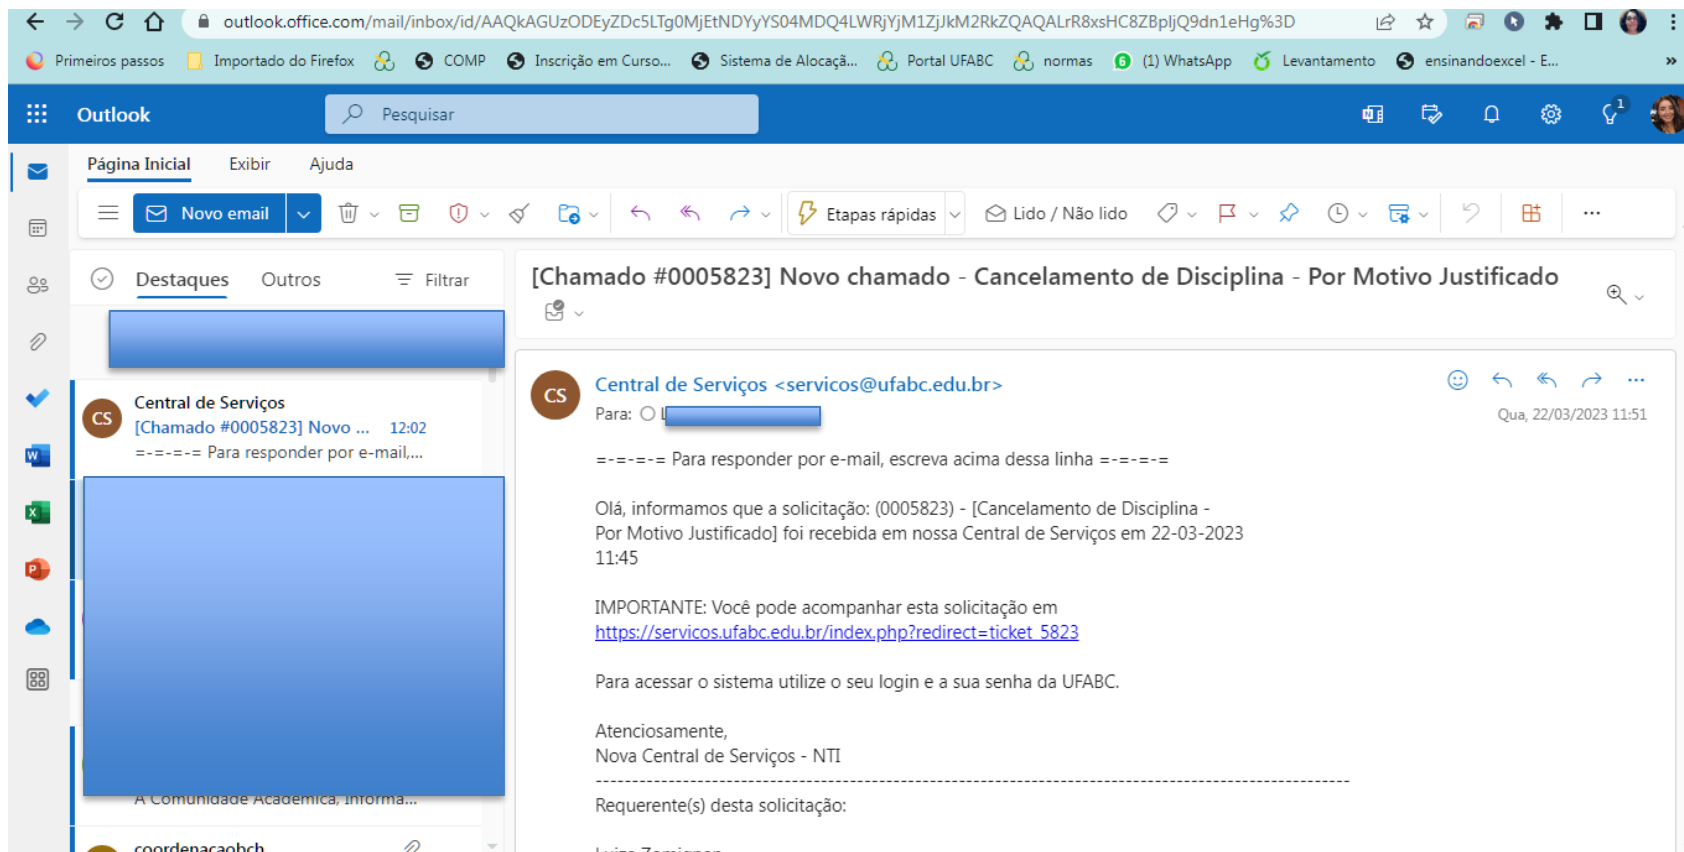 outlook.office.com/mail/inbox/id/AAQkAGUzODEyZDc5LTg0MjEtNDYyYS04MDQ4LWRjYjM1ZjJkM2RkZQAQALrR8xsHC8ZBpljQ9dn1eHg%3D
Primeiros passos Importado do Firefox COMP Inscrição em Curso... Sistema de Alocaçã... Portal UFABC normas 6 (1) WhatsApp Levantamento ensinandoexcel - E... »
Outlook Pesquisar 1
Página Inicial Exibir Ajuda
Novo email Etapas rápidas Lido / Não lido ...
Destaques Outros Filtrar
[Chamado #0005823] Novo chamado - Cancelamento de Disciplina - Por Motivo Justificado
CS Central de Serviços
[Chamado #0005823] Novo ... 12:02
=-=-=-= Para responder por e-mail,...
A Comunidade Acadêmica, Informa...
coordenacaobch
CS Central de Serviços <servicos@ufabc.edu.br>
Para: L
Qua, 22/03/2023 11:51
=-=-=-= Para responder por e-mail, escreva acima dessa linha =-=-=-=
Olá, informamos que a solicitação: (0005823) - [Cancelamento de Disciplina -
Por Motivo Justificado] foi recebida em nossa Central de Serviços em 22-03-2023
11:45
IMPORTANTE: Você pode acompanhar esta solicitação em
https://servicos.ufabc.edu.br/index.php?redirect=ticket_5823
Para acessar o sistema utilize o seu login e a sua senha da UFABC.
Atenciosamente,
Nova Central de Serviços - NTI
-----------------------------------------------------------------------------------------------
Requerente(s) desta solicitação: